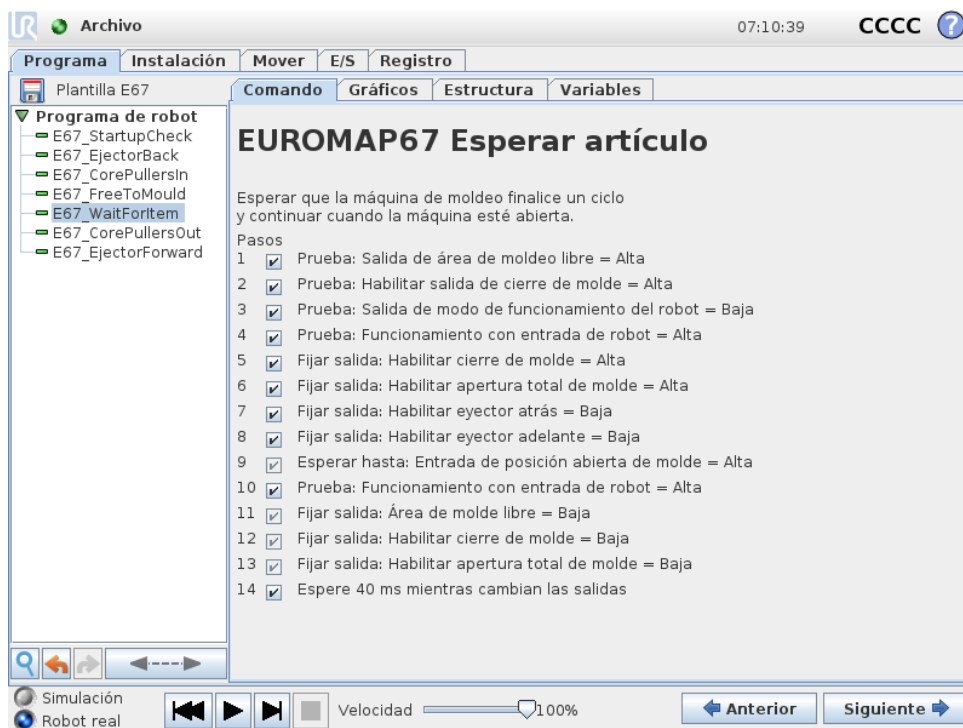 UR Archivo 07:10:39 CCCC ?
Programa Instalación Mover E/S Registro
Plantilla E67
Comando Gráficos Estructura Variables
Programa de robot
E67_StartupCheck
E67_EjectorBack
E67_CorePullersIn
E67_FreeToMould
E67_WaitForItem
E67_CorePullersOut
E67_EjectorForward
EUROMAP67 Esperar artículo
Esperar que la máquina de moldeo finalice un ciclo
y continuar cuando la máquina esté abierta.
Pasos
1 Prueba: Salida de área de moldeo libre = Alta
2 Prueba: Habilitar salida de cierre de molde = Alta
3 Prueba: Salida de modo de funcionamiento del robot = Baja
4 Prueba: Funcionamiento con entrada de robot = Alta
5 Fijar salida: Habilitar cierre de molde = Alta
6 Fijar salida: Habilitar apertura total de molde = Alta
7 Fijar salida: Habilitar eyector atrás = Baja
8 Fijar salida: Habilitar eyector adelante = Baja
9 Esperar hasta: Entrada de posición abierta de molde = Alta
10 Prueba: Funcionamiento con entrada de robot = Alta
11 Fijar salida: Área de molde libre = Baja
12 Fijar salida: Habilitar cierre de molde = Baja
13 Fijar salida: Habilitar apertura total de molde = Baja
14 Espere 40 ms mientras cambian las salidas
Simulación
Robot real
Velocidad 100%
Anterior
Siguiente